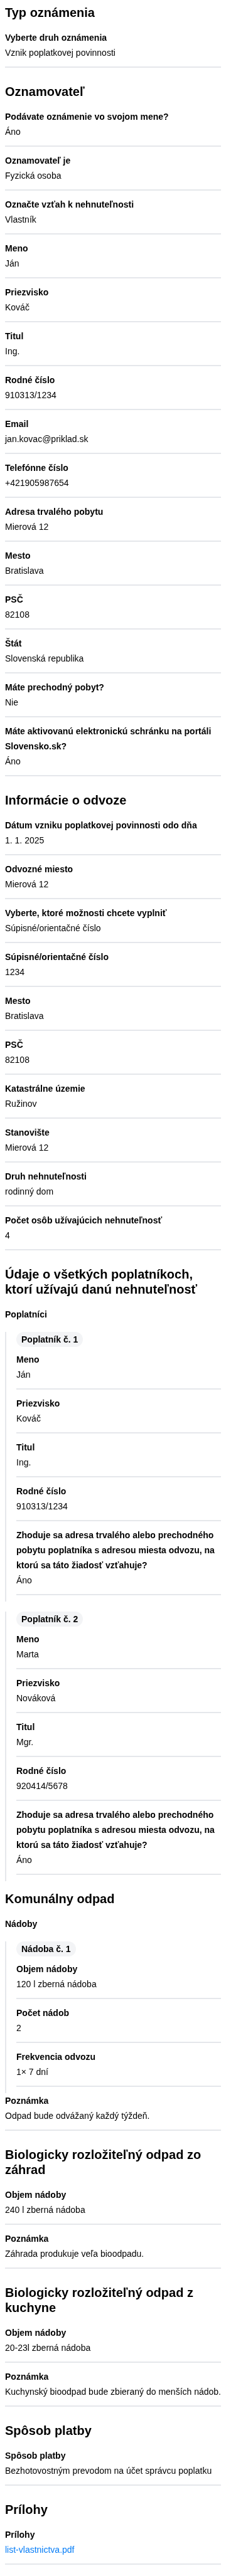 Typ oznámenia
Vyberte druh oznámenia
Vznik poplatkovej povinnosti
Oznamovateľ
Podávate oznámenie vo svojom mene?
Áno
Oznamovateľ je
Fyzická osoba
Označte vzťah k nehnuteľnosti
Vlastník
Meno
Ján
Priezvisko
Kováč
Titul
Ing.
Rodné číslo
910313/1234
Email
jan.kovac@priklad.sk
Telefónne číslo
+421905987654
Adresa trvalého pobytu
Mierová 12
Mesto
Bratislava
PSČ
82108
Štát
Slovenská republika
Máte prechodný pobyt?
Nie
Máte aktivovanú elektronickú schránku na portáli
Slovensko.sk?
Áno
Informácie o odvoze
Dátum vzniku poplatkovej povinnosti odo dňa
1. 1. 2025
Odvozné miesto
Mierová 12
Vyberte, ktoré možnosti chcete vyplniť
Súpisné/orientačné číslo
Súpisné/orientačné číslo
1234
Mesto
Bratislava
PSČ
82108
Katastrálne územie
Ružinov
Stanovište
Mierová 12
Druh nehnuteľnosti
rodinný dom
Počet osôb užívajúcich nehnuteľnosť
4
Údaje o všetkých poplatníkoch,
ktorí užívajú danú nehnuteľnosť
Poplatníci
Poplatník č. 1
Meno
Ján
Priezvisko
Kováč
Titul
Ing.
Rodné číslo
910313/1234
Zhoduje sa adresa trvalého alebo prechodného
pobytu poplatníka s adresou miesta odvozu, na
ktorú sa táto žiadosť vzťahuje?
Áno
Poplatník č. 2
Meno
Marta
Priezvisko
Nováková
Titul
Mgr.
Rodné číslo
920414/5678
Zhoduje sa adresa trvalého alebo prechodného
pobytu poplatníka s adresou miesta odvozu, na
ktorú sa táto žiadosť vzťahuje?
Áno
Komunálny odpad
Nádoby
Nádoba č. 1
Objem nádoby
120 l zberná nádoba
Počet nádob
2
Frekvencia odvozu
1× 7 dní
Poznámka
Odpad bude odvážaný každý týždeň.
Biologicky rozložiteľný odpad zo
záhrad
Objem nádoby
240 l zberná nádoba
Poznámka
Záhrada produkuje veľa bioodpadu.
Biologicky rozložiteľný odpad z
kuchyne
Objem nádoby
20-23l zberná nádoba
Poznámka
Kuchynský bioodpad bude zbieraný do menších nádob.
Spôsob platby
Spôsob platby
Bezhotovostným prevodom na účet správcu poplatku
Prílohy
Prílohy
list-vlastnictva.pdf